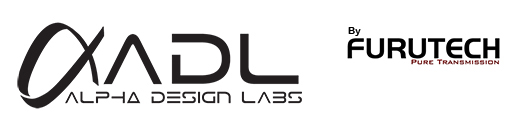 ADL
ALPHA DESIGN LABS
By
FURUTECH
PURE TRANSMISSION